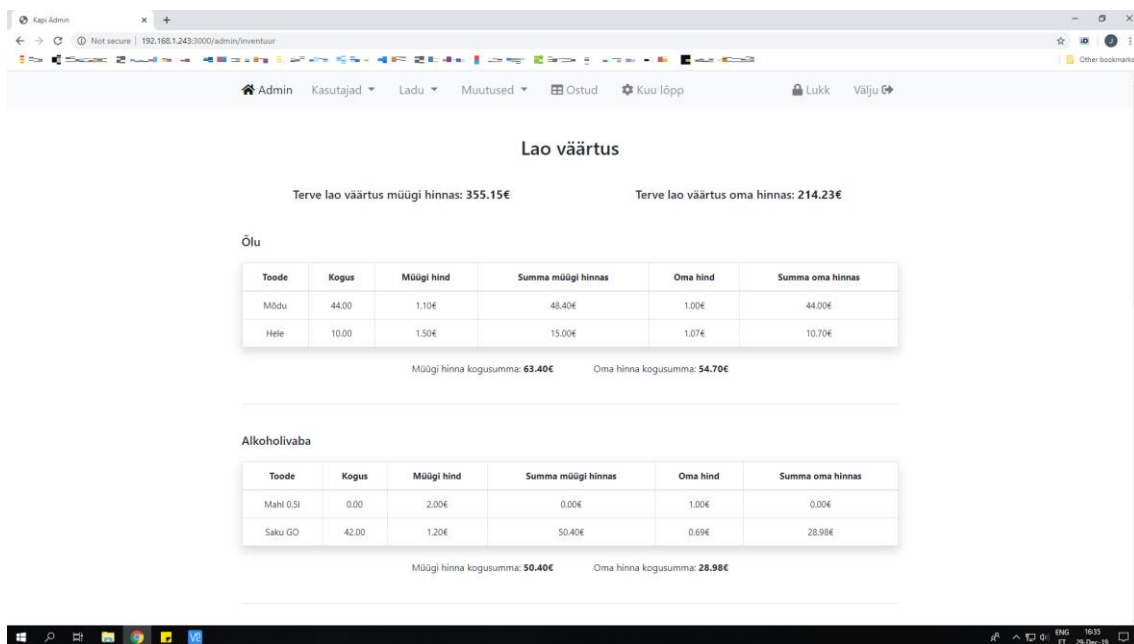 Kapi Admin
Not secure | 192.168.1.243:3000/admin/inventuur
Other bookmarks
Admin Kasutajad Ladu Muutused Ostud Kuu lõpp Lukk Välju
Lao väärtus
Terve lao väärtus müügi hinnas: 355.15€ Terve lao väärtus oma hinnas: 214.23€
Õlu
Toode Kogus Müügi hind Summa müügi hinnas Oma hind Summa oma hinnas
Mõdu 44.00 1.10€ 48.40€ 1.00€ 44.00€
Hele 10.00 1.50€ 15.00€ 1.07€ 10.70€
Müügi hinna kogusumma: 63.40€ Oma hinna kogusumma: 54.70€
Alkoholivaba
Toode Kogus Müügi hind Summa müügi hinnas Oma hind Summa oma hinnas
Mahl 0.5l 0.00 2.00€ 0.00€ 1.00€ 0.00€
Saku GO 42.00 1.20€ 50.40€ 0.69€ 28.98€
Müügi hinna kogusumma: 50.40€ Oma hinna kogusumma: 28.98€
ENG 16:35
ET 29-Dec-19